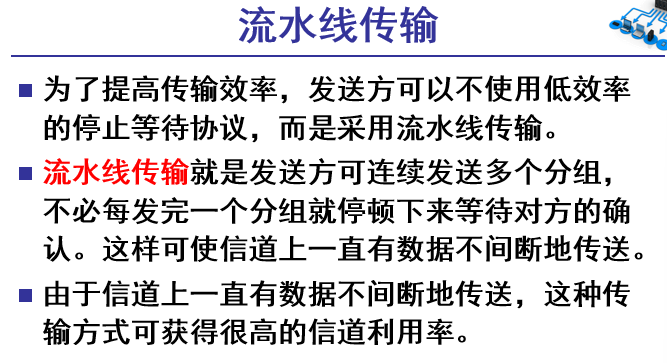 流水线传输
为了提高传输效率，发送方可以不使用低效率
的停止等待协议，而是采用流水线传输。
流水线传输就是发送方可连续发送多个分组，
不必每发完一个分组就停顿下来等待对方的确
认。这样可使信道上一直有数据不间断地传送。
由于信道上一直有数据不间断地传送，这种传
输方式可获得很高的信道利用率。